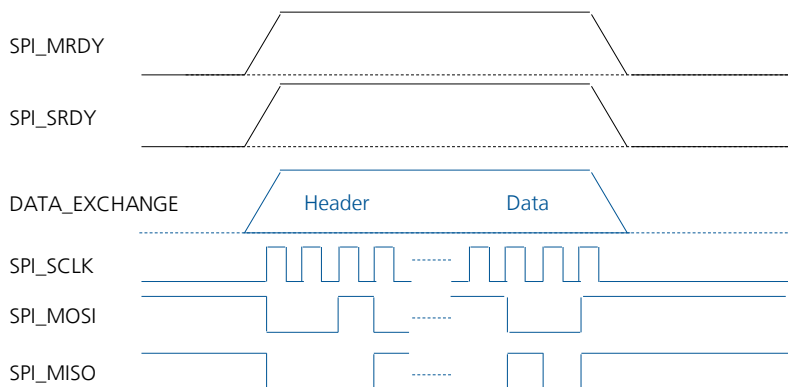 SPI_MRDY
SPI_SRDY
DATA_EXCHANGE Header Data
SPI_SCLK
SPI_MOSI
SPI_MISO